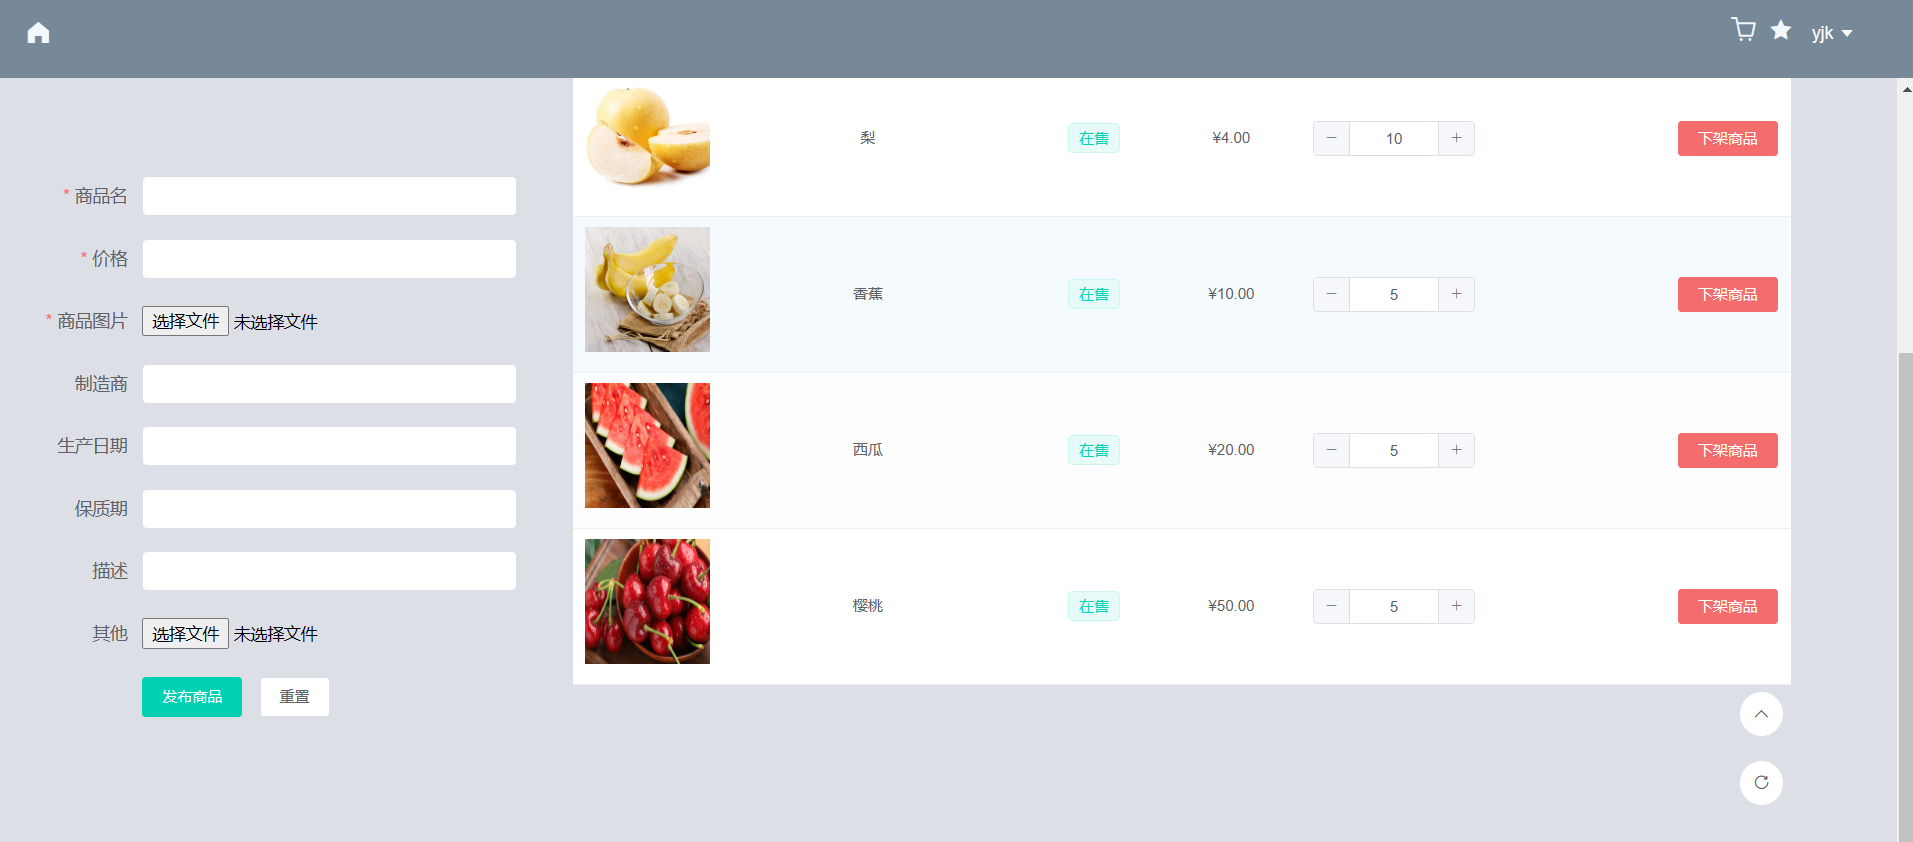 yjk
* 商品名
* 价格
* 商品图片 选择文件 未选择文件
制造商
生产日期
保质期
描述
其他 选择文件 未选择文件
发布商品 重置
梨 在售 ¥4.00 － 10 + 下架商品
香蕉 在售 ¥10.00 － 5 + 下架商品
西瓜 在售 ¥20.00 － 5 + 下架商品
樱桃 在售 ¥50.00 － 5 + 下架商品